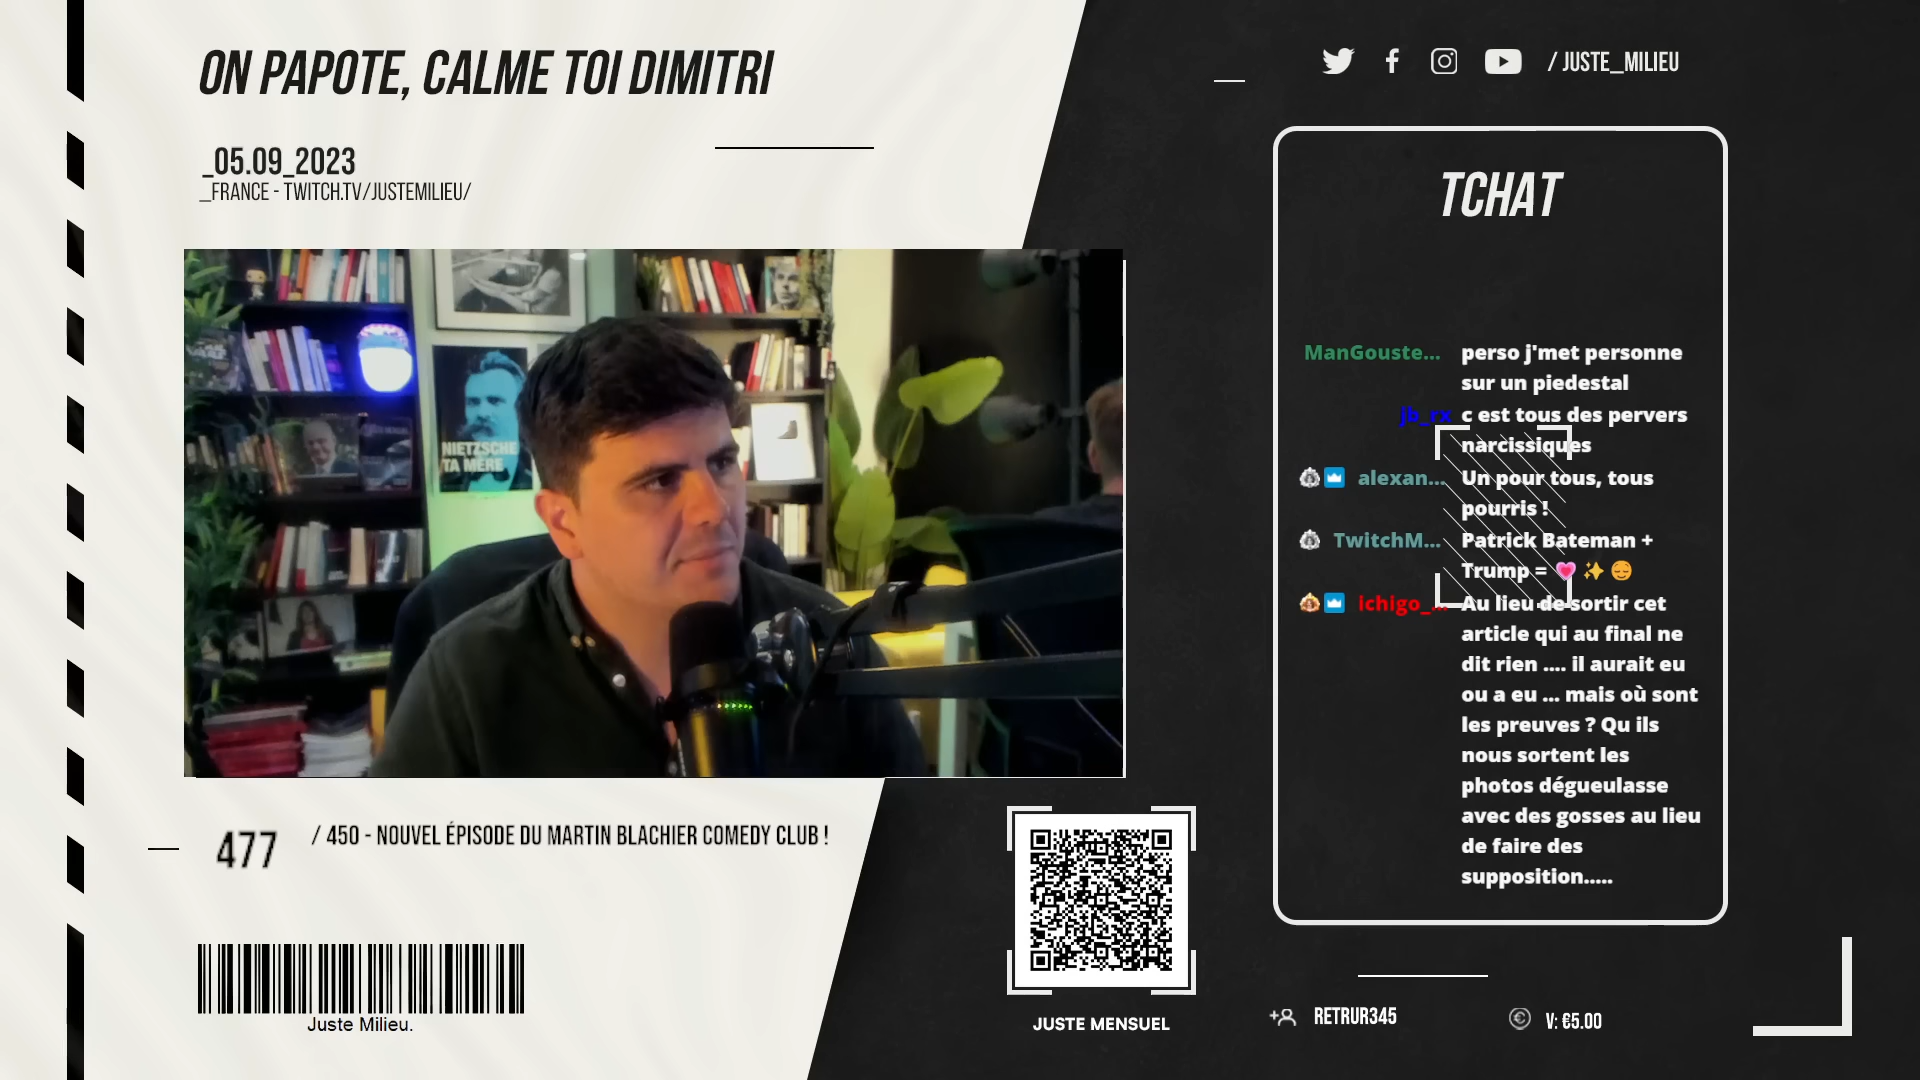 ON PAPOTE, CALME TOI DIMITRI
_05.09_2023
_FRANCE - TWITCH.TV/JUSTEMILIEU/
/ JUSTE_MILIEU
NIETZSCHE
TA MÈRE
TCHAT
ManGouste... perso j'met personne
sur un piedestal
jb_rx c est tous des pervers
narcissiques
alexan... Un pour tous, tous
pourris !
TwitchM... Patrick Bateman +
Trump = 💗 ✨ 😌
ichigo_... Au lieu de sortir cet
article qui au final ne
dit rien .... il aurait eu
ou a eu ... mais où sont
les preuves ? Qu ils
nous sortent les
photos dégueulasse
avec des gosses au lieu
de faire des
supposition.....
477 / 450 - NOUVEL ÉPISODE DU MARTIN BLACHIER COMEDY CLUB !
Juste Milieu.
JUSTE MENSUEL
RETRUR345
V: €5.00